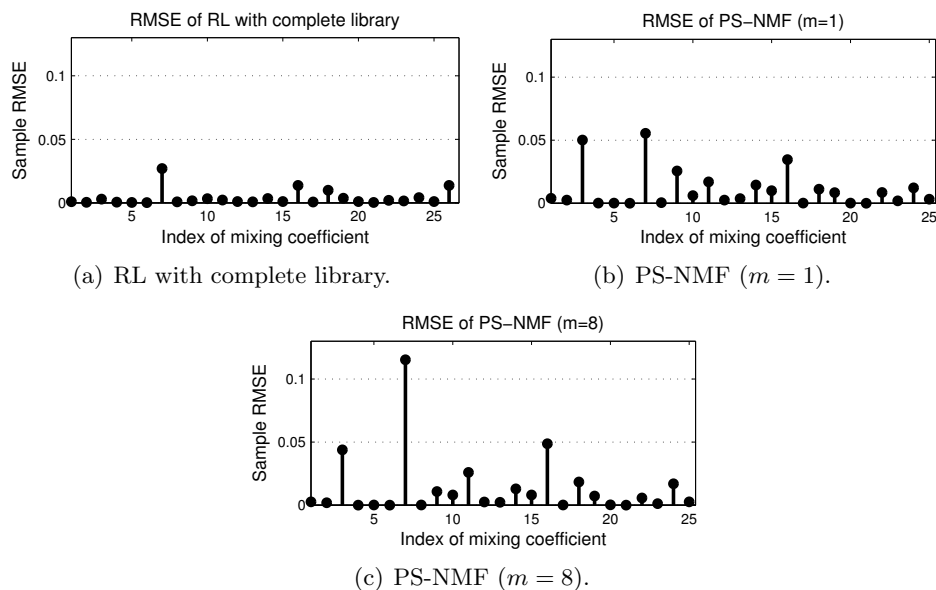 RMSE of RL with complete library
Sample RMSE
0.1
0.05
0
5 10 15 20 25
Index of mixing coefficient
(a) RL with complete library.
RMSE of PS−NMF (m=1)
Sample RMSE
0.1
0.05
0
5 10 15 20 25
Index of mixing coefficient
(b) PS-NMF (m = 1).
RMSE of PS−NMF (m=8)
Sample RMSE
0.1
0.05
0
5 10 15 20 25
Index of mixing coefficient
(c) PS-NMF (m = 8).